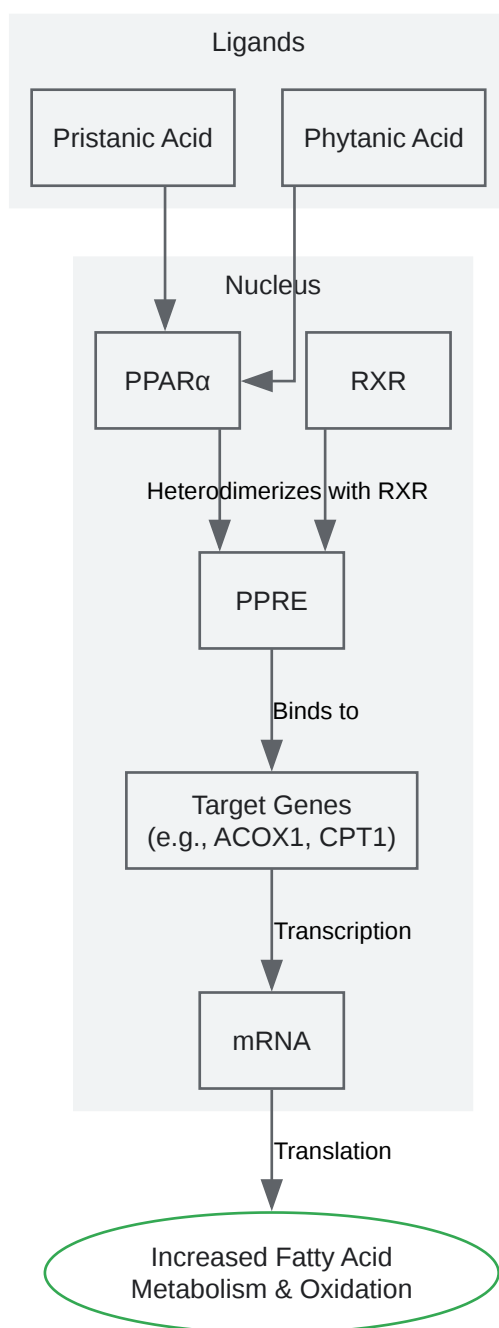 Ligands
Pristanic Acid
Phytanic Acid
Nucleus
PPARα
RXR
Heterodimerizes with RXR
PPRE
Binds to
Target Genes
(e.g., ACOX1, CPT1)
Transcription
mRNA
Translation
Increased Fatty Acid
Metabolism & Oxidation